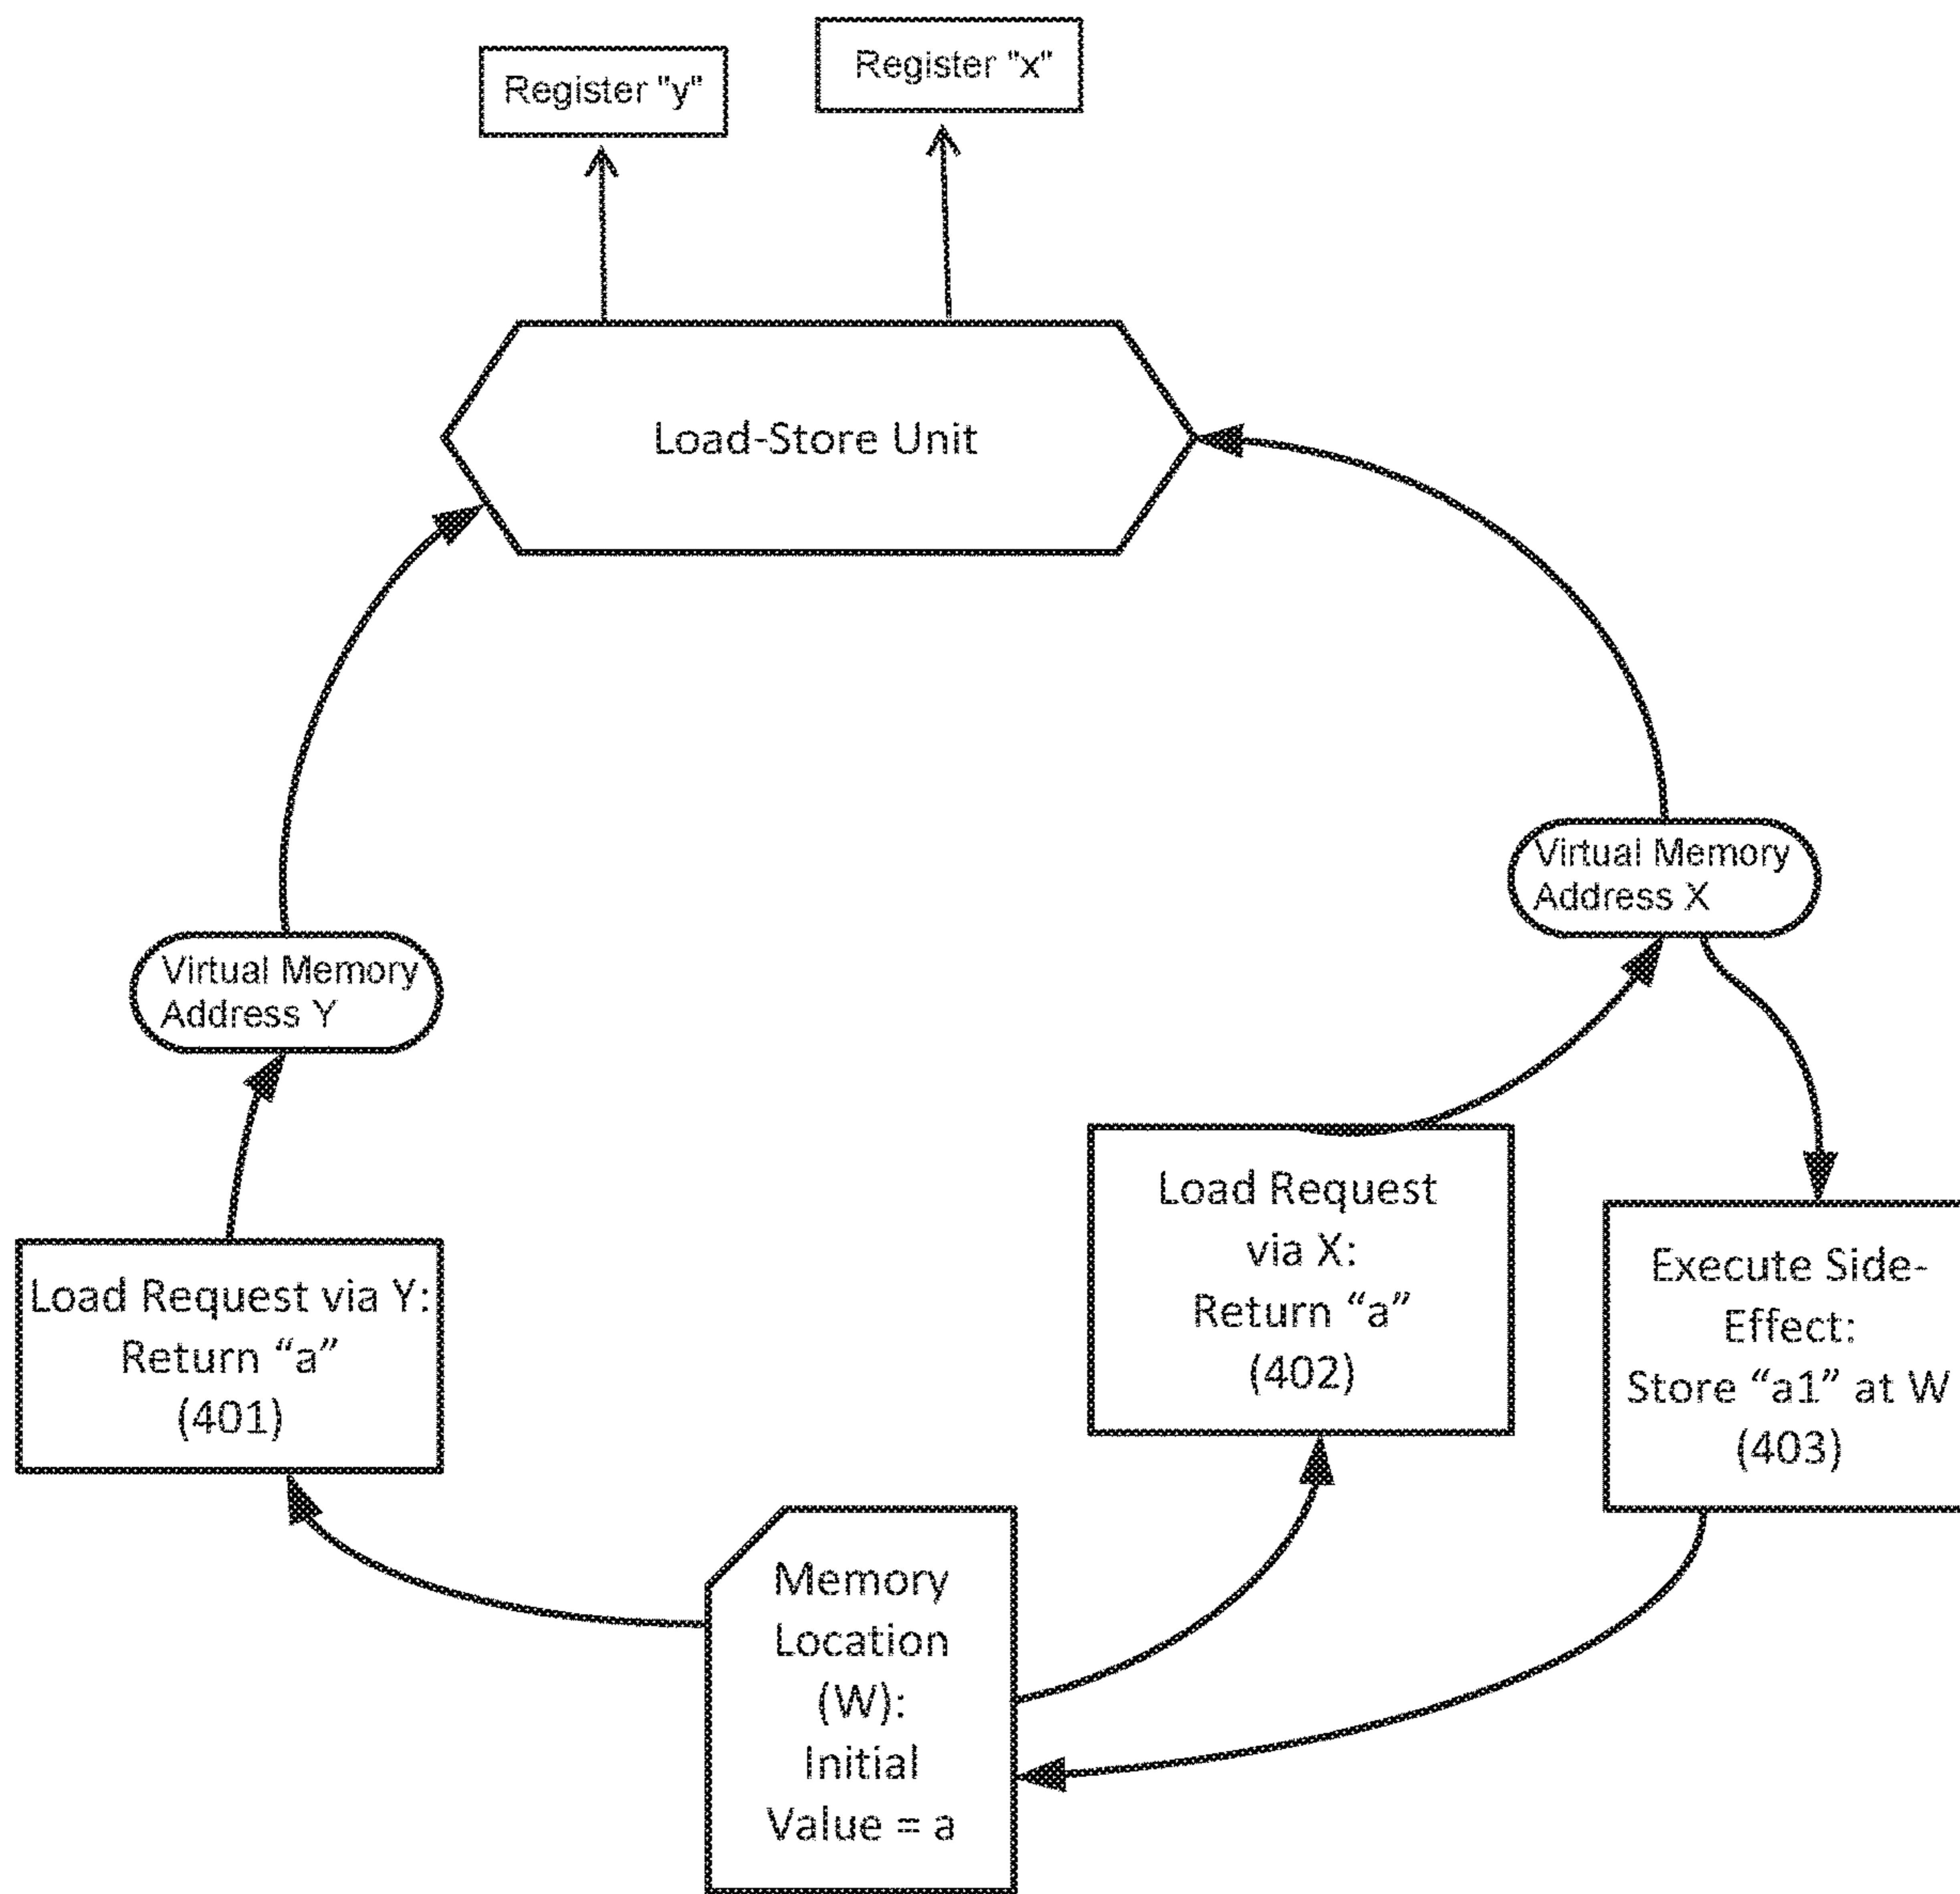 Register "y"
Register "x"
Load-Store Unit
Virtual Memory
Address X
Virtual Memory
Address Y
Load Request
via X:
Return “a”
(402)
Execute Side-
Effect:
Store “a1” at W
(403)
Load Request via Y:
Return “a”
(401)
Memory
Location
(W):
Initial
Value = a